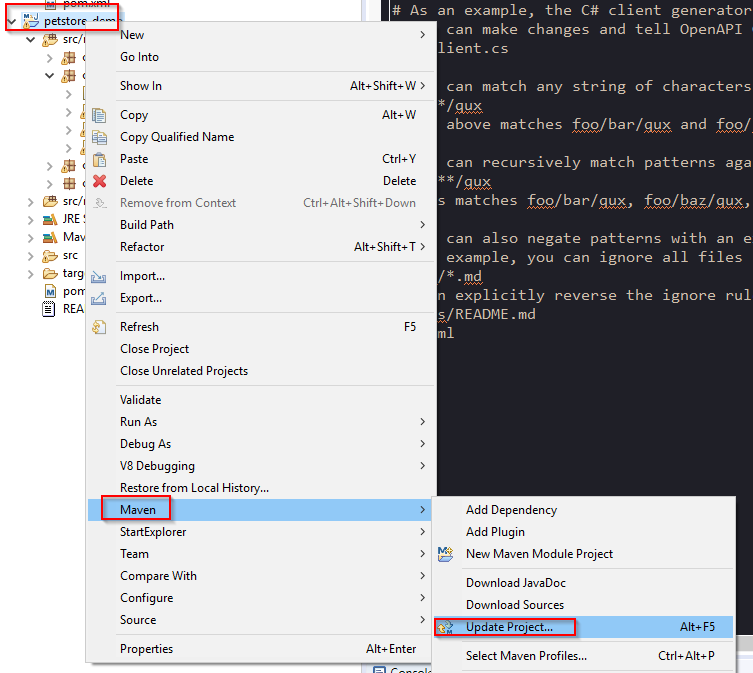 pom.xml
petstore_demo
src/
JRE
Mav
src
targ
pom
REA
New
Go Into
Show In Alt+Shift+W
Copy Alt+W
Copy Qualified Name
Paste Ctrl+Y
Delete Delete
Remove from Context Ctrl+Alt+Shift+Down
Build Path
Refactor Alt+Shift+T
Import...
Export...
Refresh F5
Close Project
Close Unrelated Projects
Validate
Run As
Debug As
V8 Debugging
Restore from Local History...
Maven
StartExplorer
Team
Compare With
Configure
Source
Properties Alt+Enter
Add Dependency
Add Plugin
New Maven Module Project
Download JavaDoc
Download Sources
Update Project... Alt+F5
Select Maven Profiles... Ctrl+Alt+P
# As an example, the C# client generator
can make changes and tell OpenAPI
lient.cs
can match any string of characters
*/qux
above matches foo/bar/qux and foo/
can recursively match patterns aga
**/qux
s matches foo/bar/qux, foo/baz/qux,
can also negate patterns with an e
example, you can ignore all files
/*.md
n explicitly reverse the ignore rul
s/README.md
ml
Console